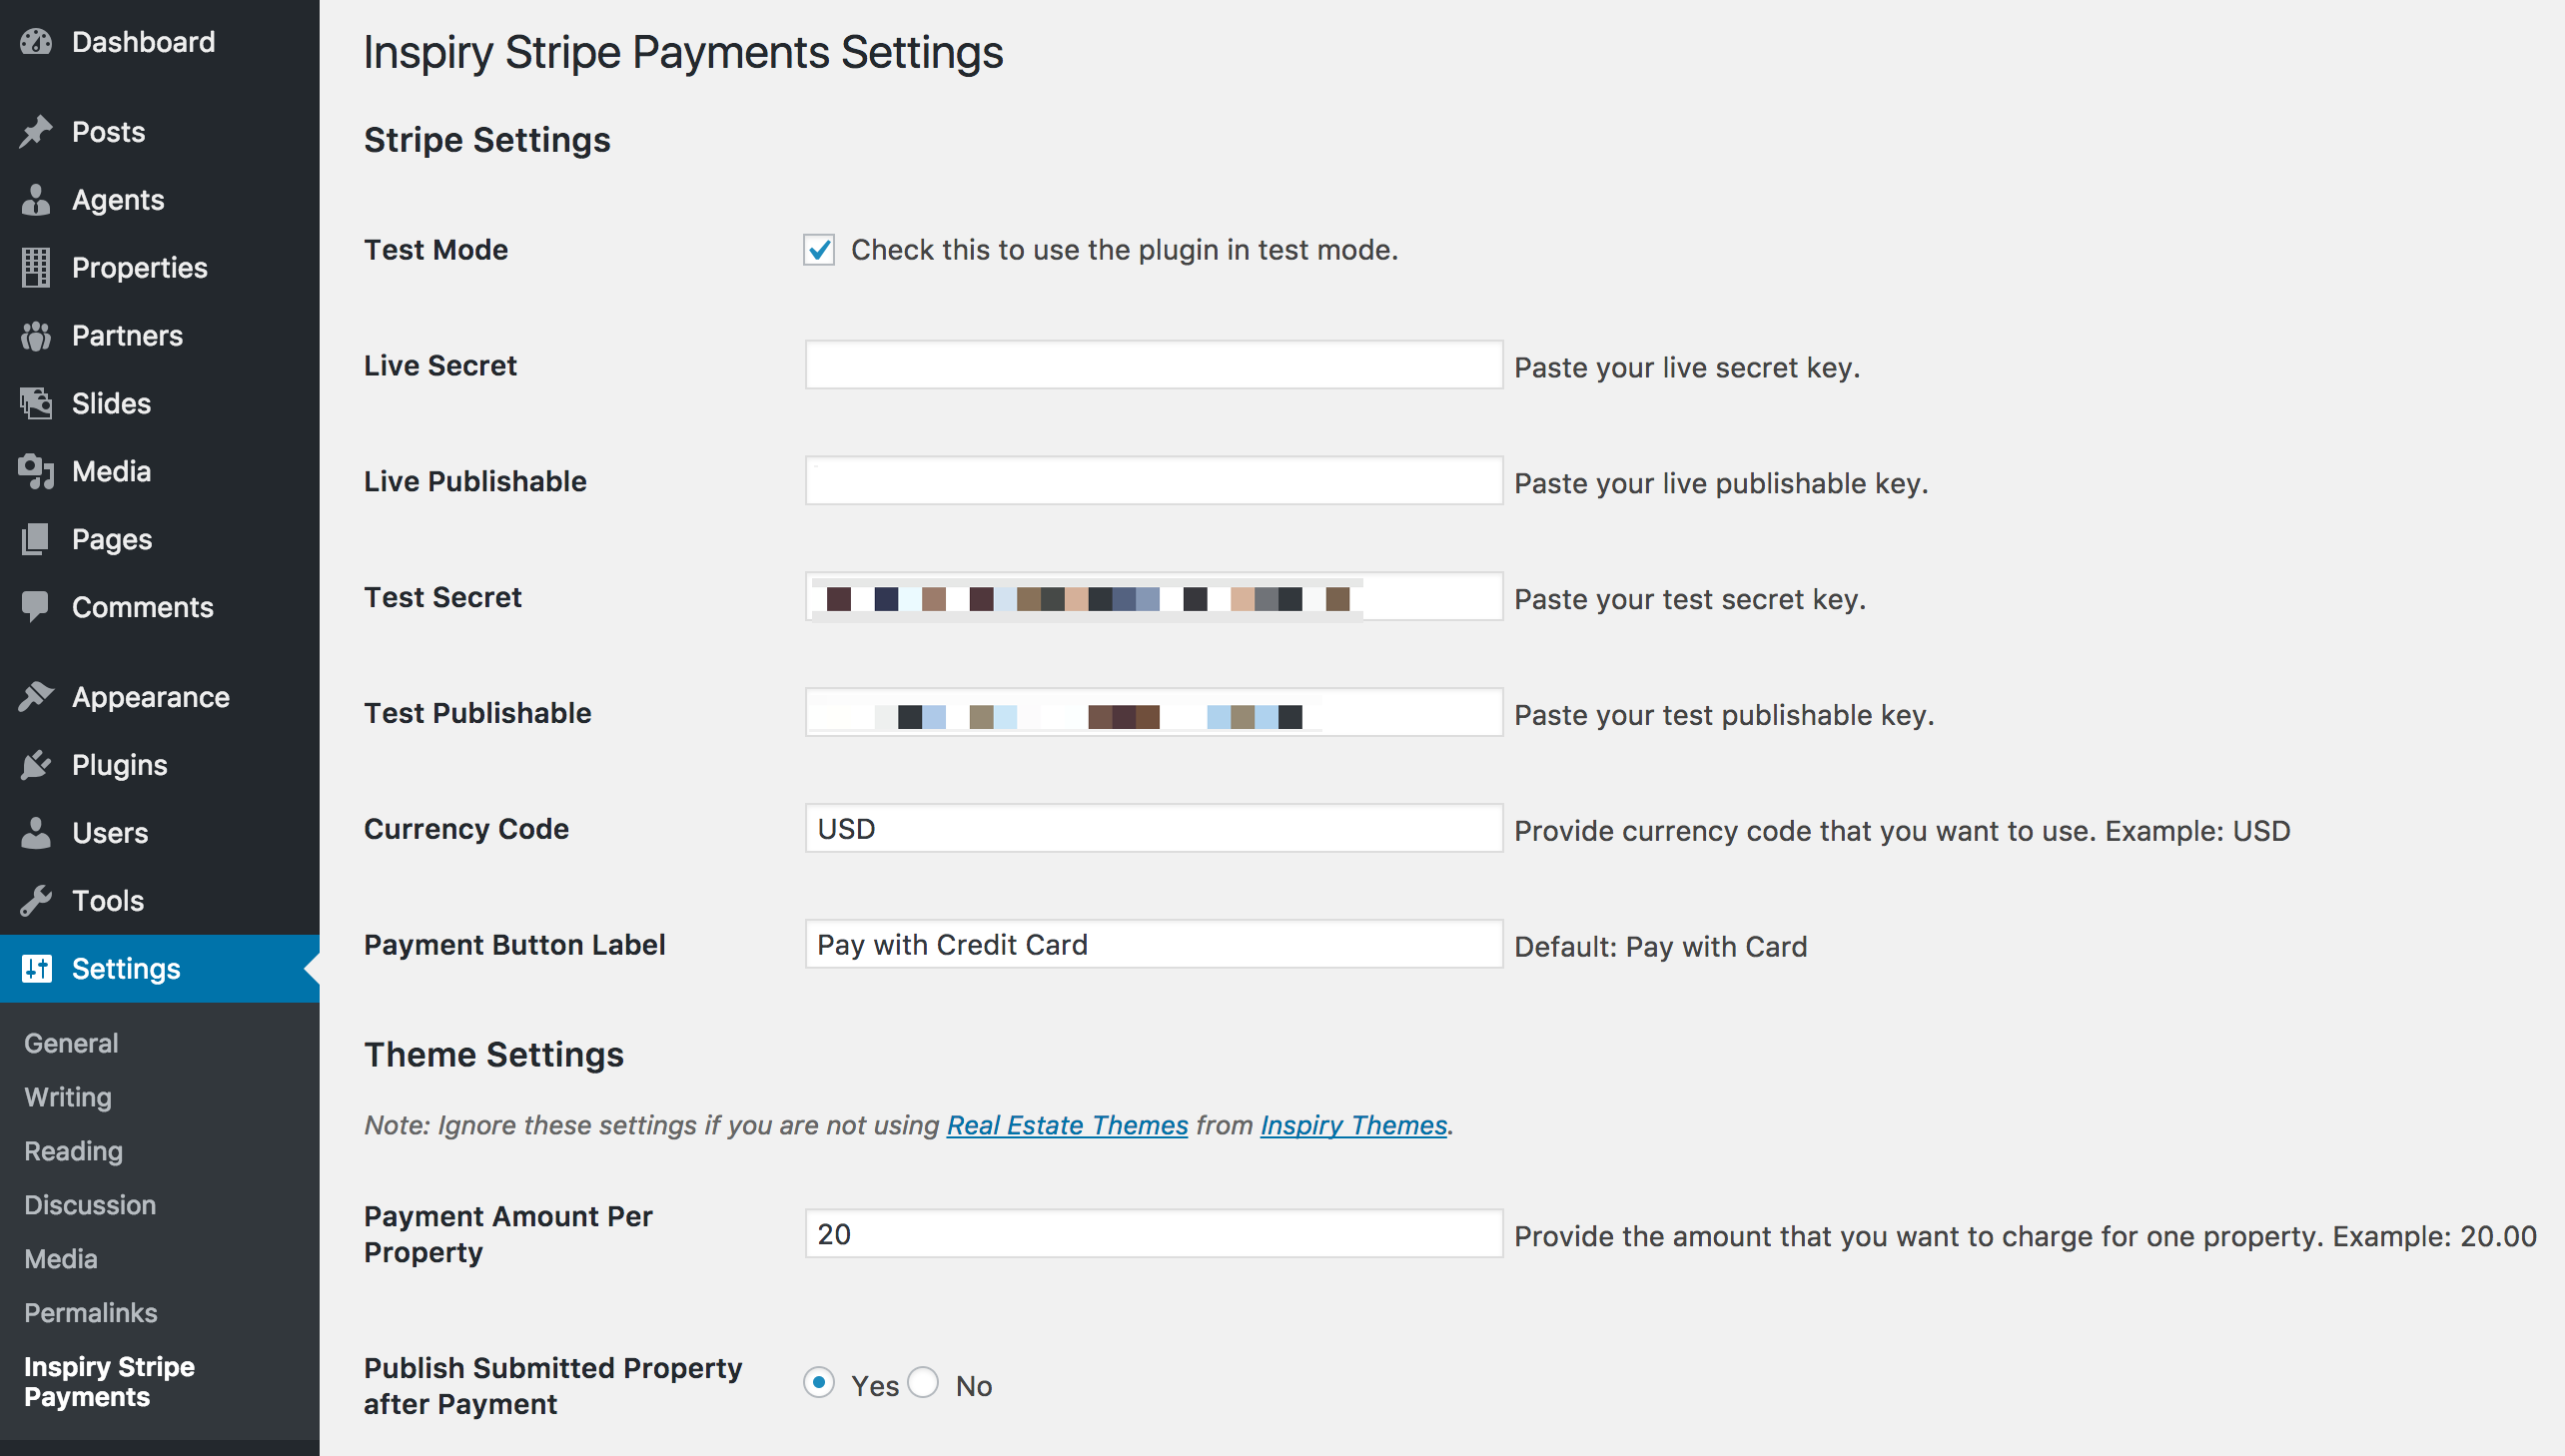 Dashboard
Posts
Agents
Properties
Partners
Slides
Media
Pages
Comments
Appearance
Plugins
Users
Tools
Settings
General
Writing
Reading
Discussion
Media
Permalinks
Inspiry Stripe
Payments
Inspiry Stripe Payments Settings
Stripe Settings
Test Mode Check this to use the plugin in test mode.
Live Secret Paste your live secret key.
Live Publishable Paste your live publishable key.
Test Secret Paste your test secret key.
Test Publishable Paste your test publishable key.
Currency Code USD Provide currency code that you want to use. Example: USD
Payment Button Label Pay with Credit Card Default: Pay with Card
Theme Settings
Note: Ignore these settings if you are not using Real Estate Themes from Inspiry Themes.
Payment Amount Per
Property 20 Provide the amount that you want to charge for one property. Example: 20.00
Publish Submitted Property
after Payment Yes No